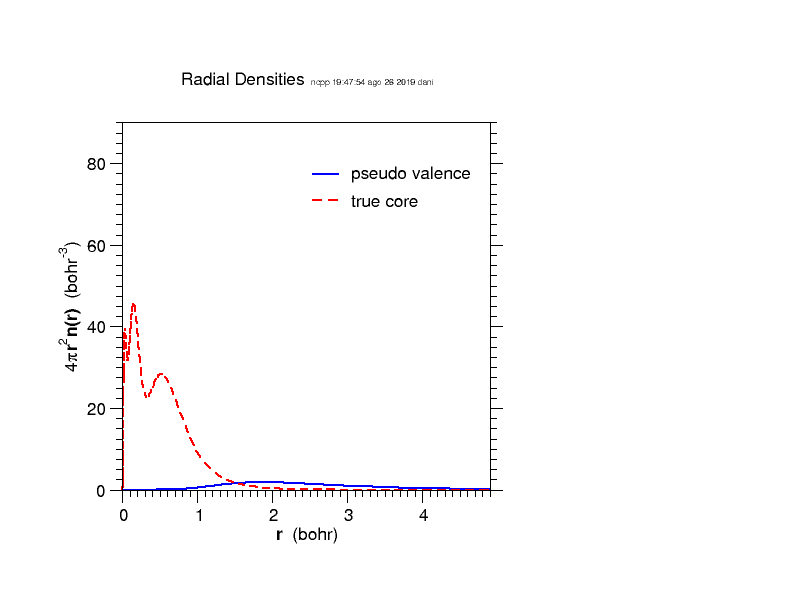 Radial Densities ncpp 19:47:54 ago 26 2019 dani
80
60
40
20
0
4πr²n(r) (bohr⁻³)
pseudo valence
true core
0 1 2 3 4
r (bohr)